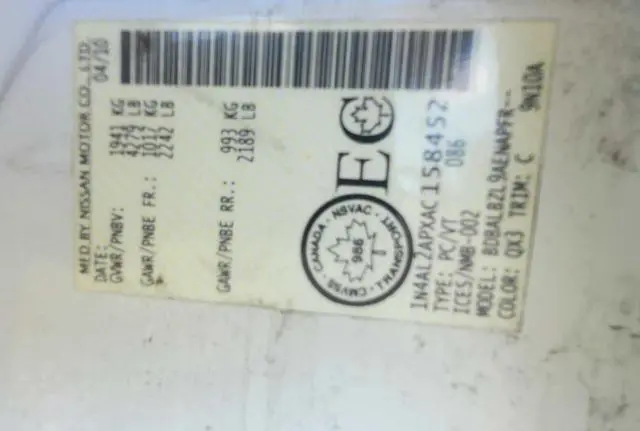 MFD BY NISSAN MOTOR CO.,LTD
DATE: 04/10
GVWR/PNBV: 1941 KG
4279 LB
GAWR/PNBE FR.: 1017 KG
2242 LB
GAWR/PNBE RR.: 993 KG
2189 LB
EC
CANADA · NSVAC · TRANSPORT · CMVSS
986
1N4AL2APXAC158452
TYPE: PC/VT 086
ICES/NMB-002
MODEL: BDBALBZL9AENAPFR--
COLOR: QX3 TRIM: C 9N10A